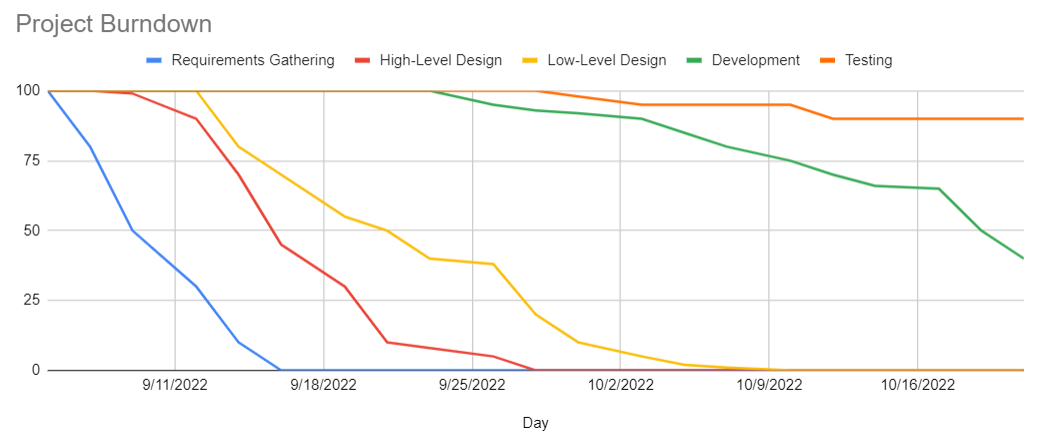 Project Burndown
Requirements Gathering High-Level Design Low-Level Design Development Testing
100
75
50
25
0
9/11/2022 9/18/2022 9/25/2022 10/2/2022 10/9/2022 10/16/2022
Day